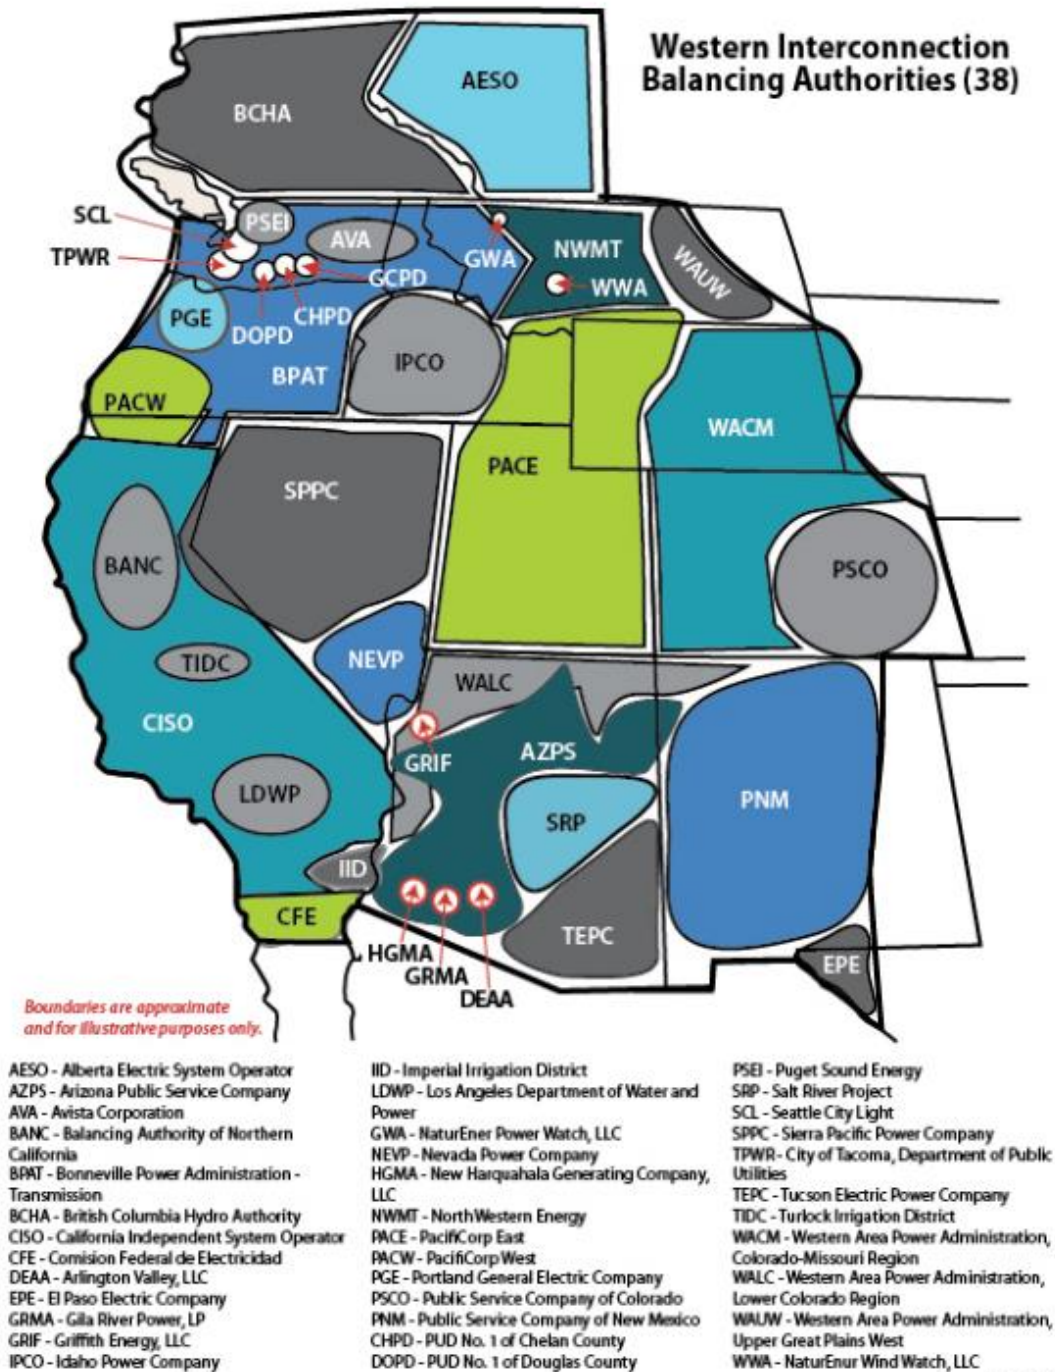 Western Interconnection
Balancing Authorities (38)
AESO
BCHA
SCL
PSEI
TPWR
AVA
GWA
NWMT
WAUW
GCPD
WWA
PGE
CHPD
DOPD
BPAT
IPCO
PACW
WACM
PACE
SPPC
BANC
PSCO
TIDC
NEVP
WALC
CISO
GRIF
AZPS
LDWP
PNM
SRP
IID
CFE
TEPC
HGMA
GRMA
EPE
DEAA
Boundaries are approximate
and for illustrative purposes only.
AESO - Alberta Electric System Operator
AZPS - Arizona Public Service Company
AVA - Avista Corporation
BANC - Balancing Authority of Northern
California
BPAT - Bonneville Power Administration -
Transmission
BCHA - British Columbia Hydro Authority
CISO - California Independent System Operator
CFE - Comision Federal de Electricidad
DEAA - Arlington Valley, LLC
EPE - El Paso Electric Company
GRMA - Gila River Power, LP
GRIF - Griffith Energy, LLC
IPCO - Idaho Power Company
IID - Imperial Irrigation District
LDWP - Los Angeles Department of Water and
Power
GWA - NaturEner Power Watch, LLC
NEVP - Nevada Power Company
HGMA - New Harquahala Generating Company,
LLC
NWMT - NorthWestern Energy
PACE - PacifiCorp East
PACW - PacifiCorp West
PGE - Portland General Electric Company
PSCO - Public Service Company of Colorado
PNM - Public Service Company of New Mexico
CHPD - PUD No. 1 of Chelan County
DOPD - PUD No. 1 of Douglas County
PSEI - Puget Sound Energy
SRP - Salt River Project
SCL - Seattle City Light
SPPC - Sierra Pacific Power Company
TPWR- City of Tacoma, Department of Public
Utilities
TEPC - Tucson Electric Power Company
TIDC - Turlock Irrigation District
WACM - Western Area Power Administration,
Colorado-Missouri Region
WALC - Western Area Power Administration,
Lower Colorado Region
WAUW - Western Area Power Administration,
Upper Great Plains West
WWA - NaturEner Wind Watch, LLC